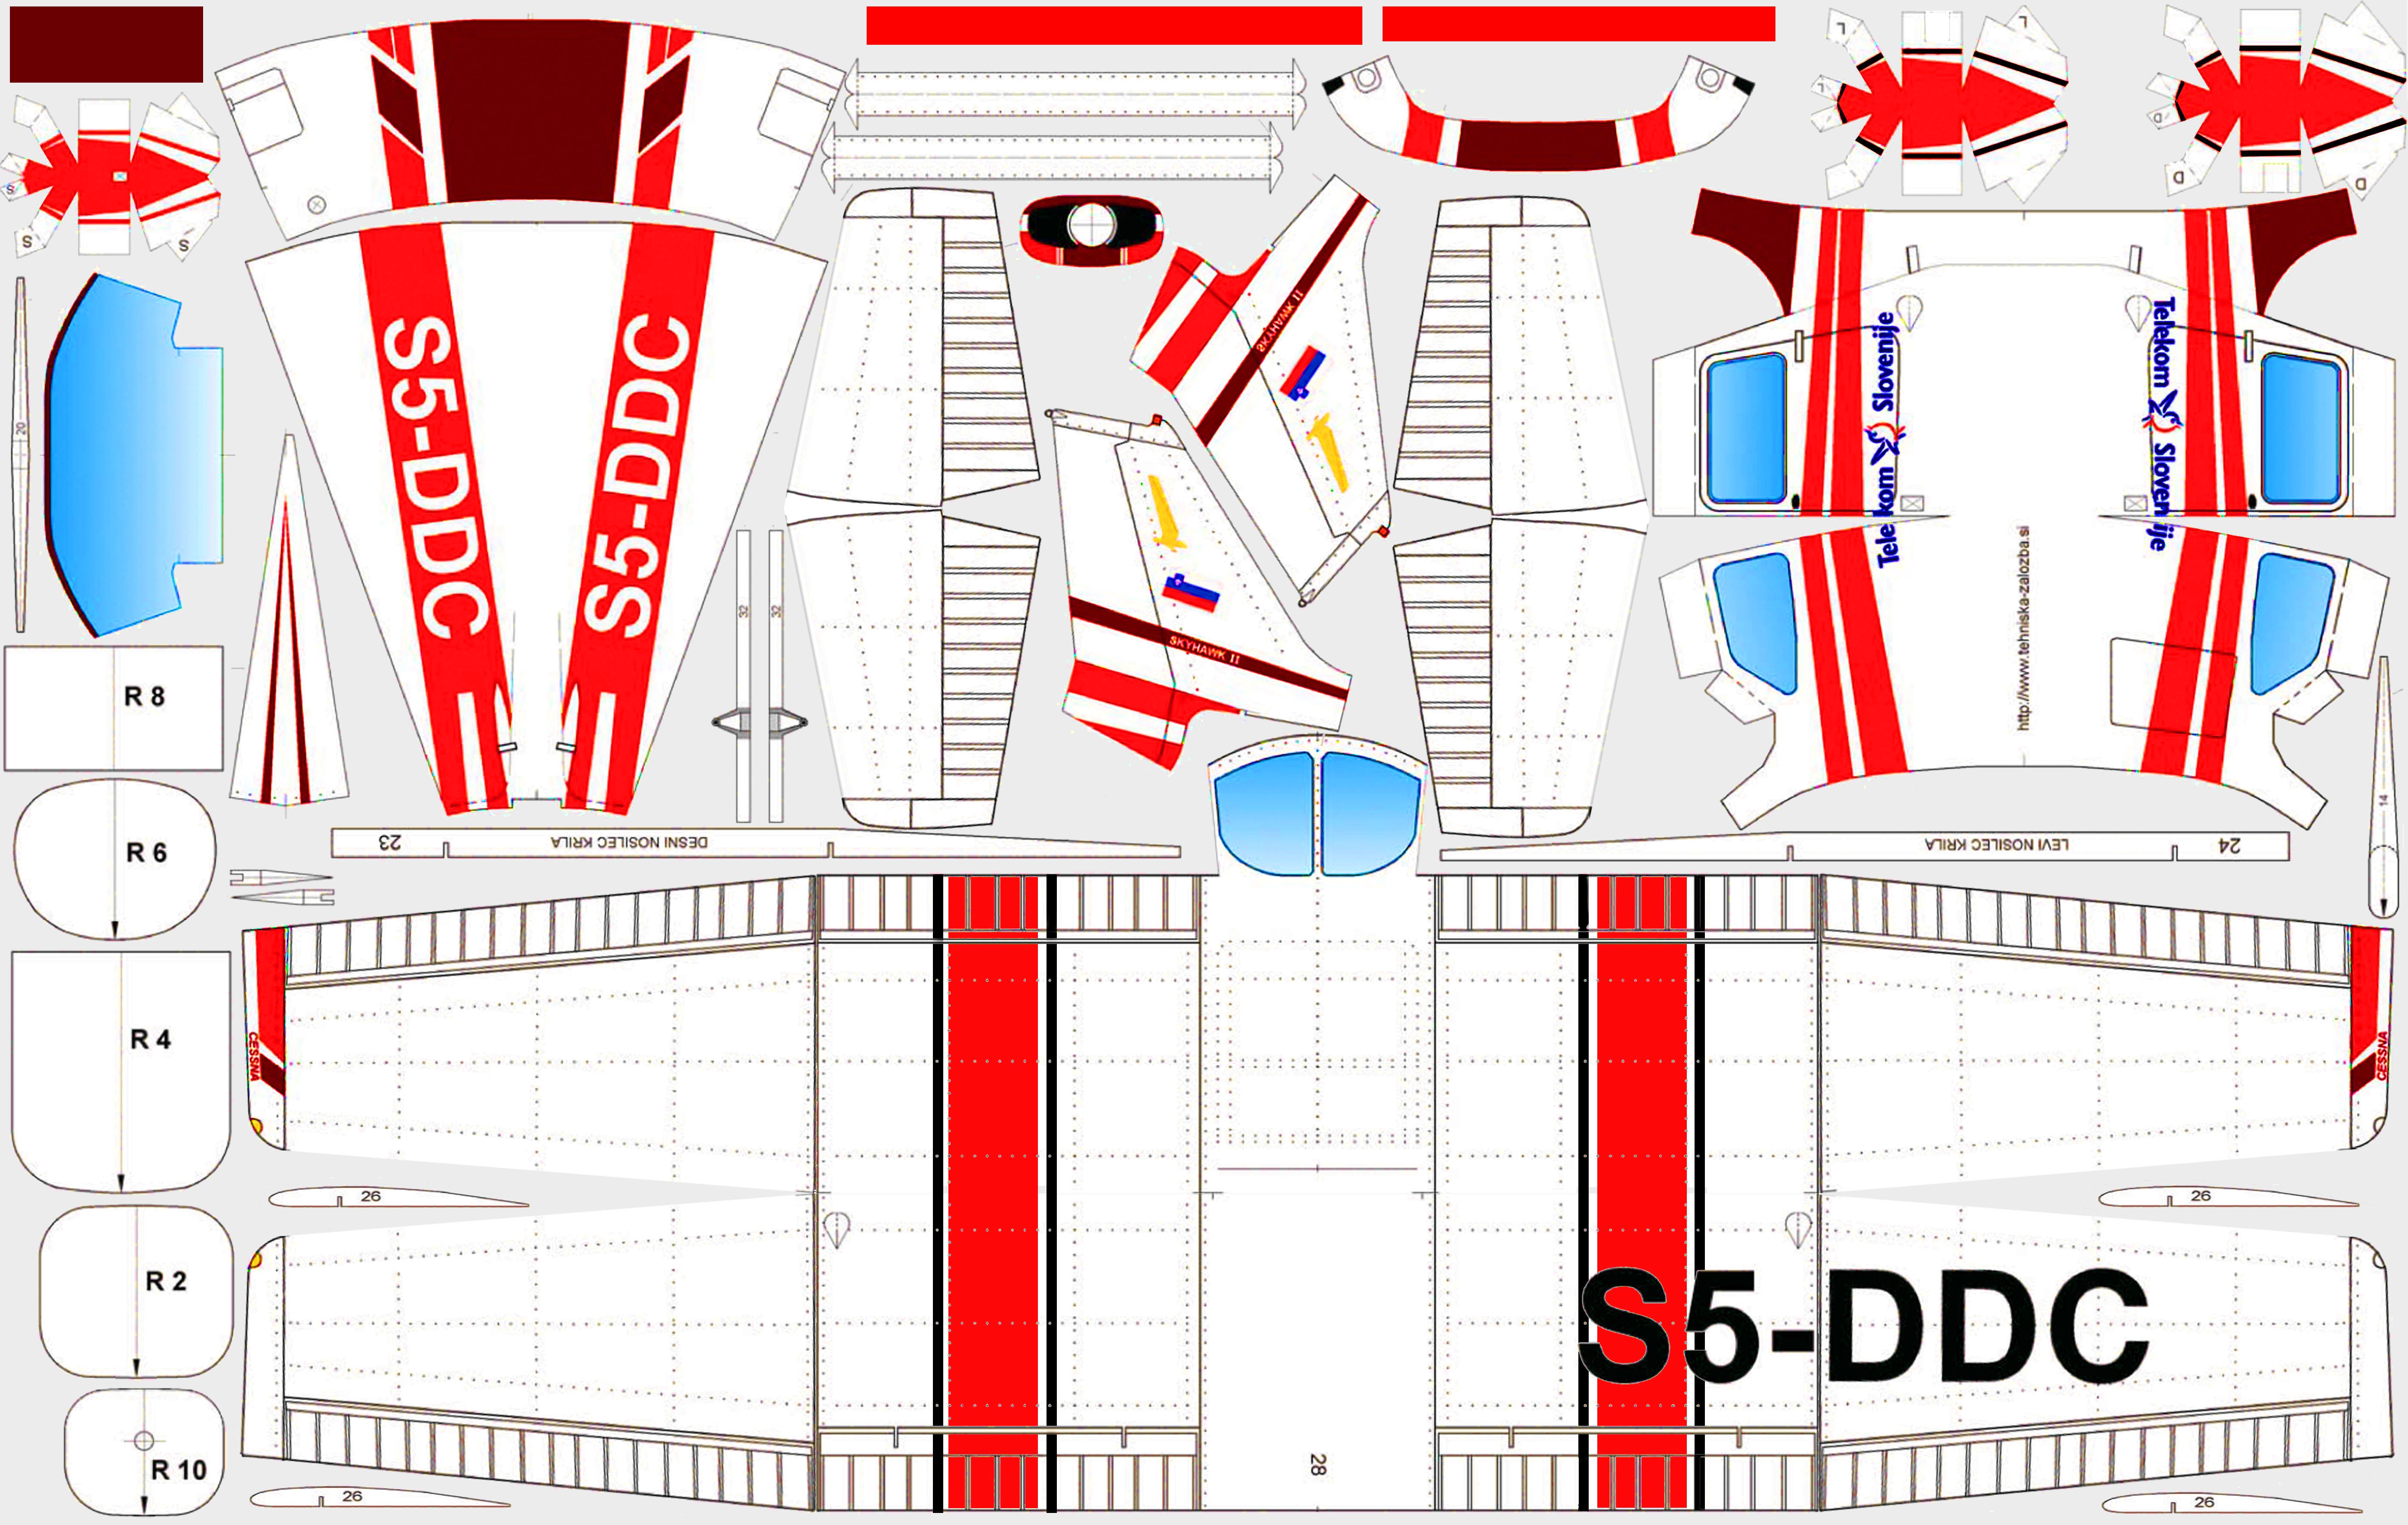 L
L
L
D
D
D
S
S
S
20
S5-DDC
S5-DDC
SKYHAWK II
SKYHAWK II
Telekom Slovenije
Telekom Slovenije
http://www.tehniska-zalozba.si
32
32
R 8
R 6
R 4
R 2
R 10
14
23
DESNI NOSILEC KRILA
LEVI NOSILEC KRILA
24
CESSNA
CESSNA
26
26
S5-DDC
28
26
26